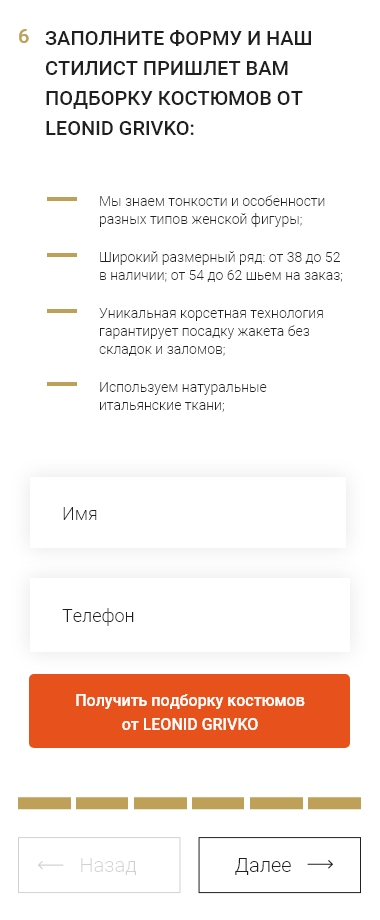 6 ЗАПОЛНИТЕ ФОРМУ И НАШ
СТИЛИСТ ПРИШЛЕТ ВАМ
ПОДБОРКУ КОСТЮМОВ ОТ
LEONID GRIVKO:
Мы знаем тонкости и особенности
разных типов женской фигуры;
Широкий размерный ряд: от 38 до 52
в наличии; от 54 до 62 шьем на заказ;
Уникальная корсетная технология
гарантирует посадку жакета без
складок и заломов;
Используем натуральные
итальянские ткани;
Имя
Телефон
Получить подборку костюмов
от LEONID GRIVKO
Назад
Далее